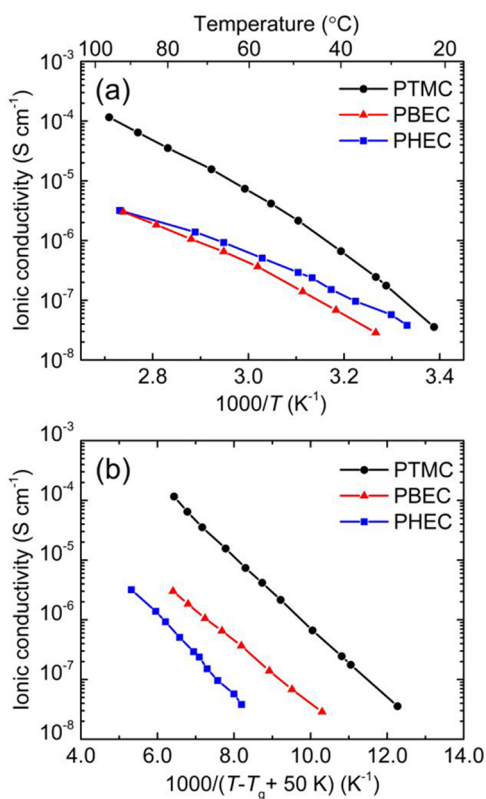 Temperature (°C)
100 80 60 40 20
10⁻³
(a)
PTMC
PBEC
PHEC
10⁻⁴
10⁻⁵
10⁻⁶
10⁻⁷
10⁻⁸
Ionic conductivity (S cm⁻¹)
2.8 3.0 3.2 3.4
1000/T (K⁻¹)
10⁻³
(b)
PTMC
PBEC
PHEC
10⁻⁴
10⁻⁵
10⁻⁶
10⁻⁷
10⁻⁸
Ionic conductivity (S cm⁻¹)
4.0 6.0 8.0 10.0 12.0 14.0
1000/(T-Tg+ 50 K) (K⁻¹)